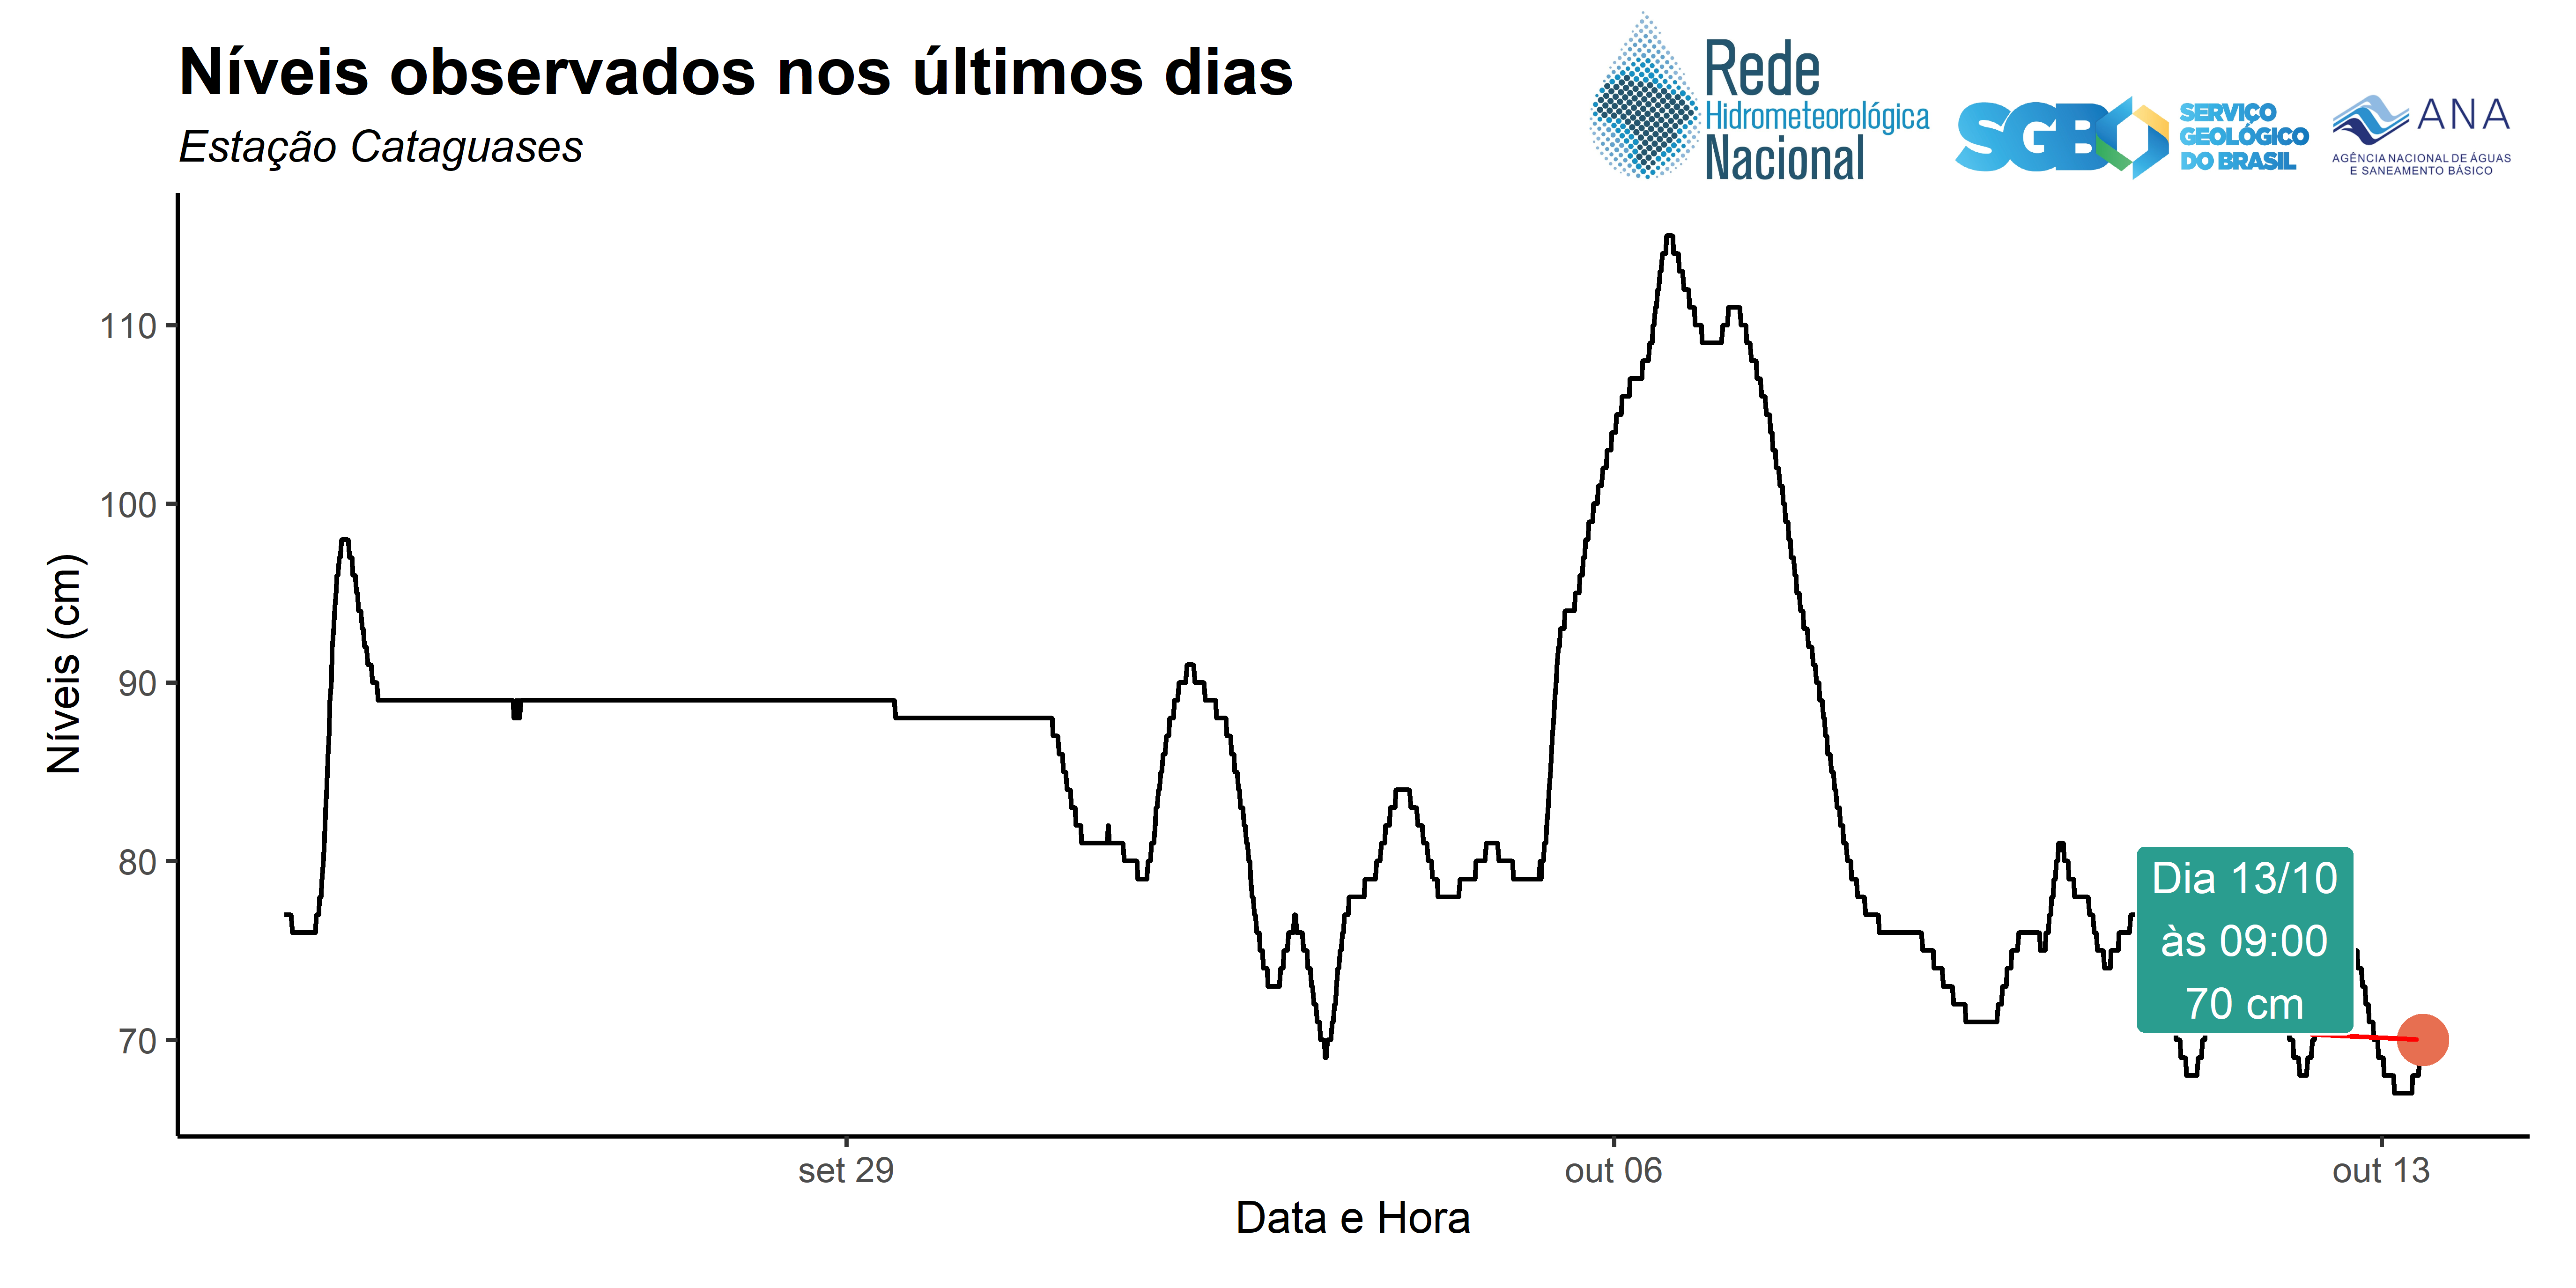 Níveis observados nos últimos dias
Estação Cataguases
Rede
Hidrometeorológica
Nacional
SGB
SERVIÇO
GEOLÓGICO
DO BRASIL
ANA
AGÊNCIA NACIONAL DE ÁGUAS
E SANEAMENTO BÁSICO
Níveis (cm)
110
100
90
80
70
Dia 13/10
às 09:00
70 cm
set 29
out 06
out 13
Data e Hora